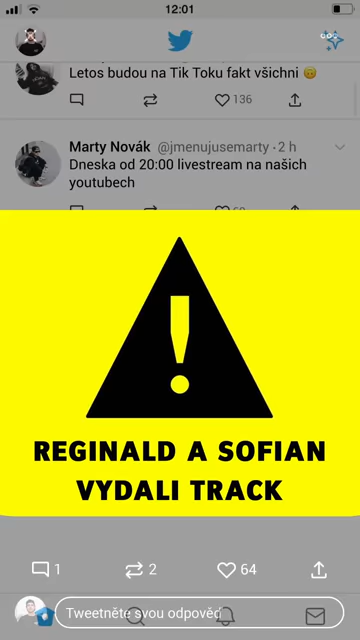 12:01
Letos budou na Tik Toku fakt všichni 🙃
136
Marty Novák @jmenujusemarty · 2 h
Dneska od 20:00 livestream na našich
youtubech
REGINALD A SOFIAN
VYDALI TRACK
1 2 64
Tweetněte svou odpověď